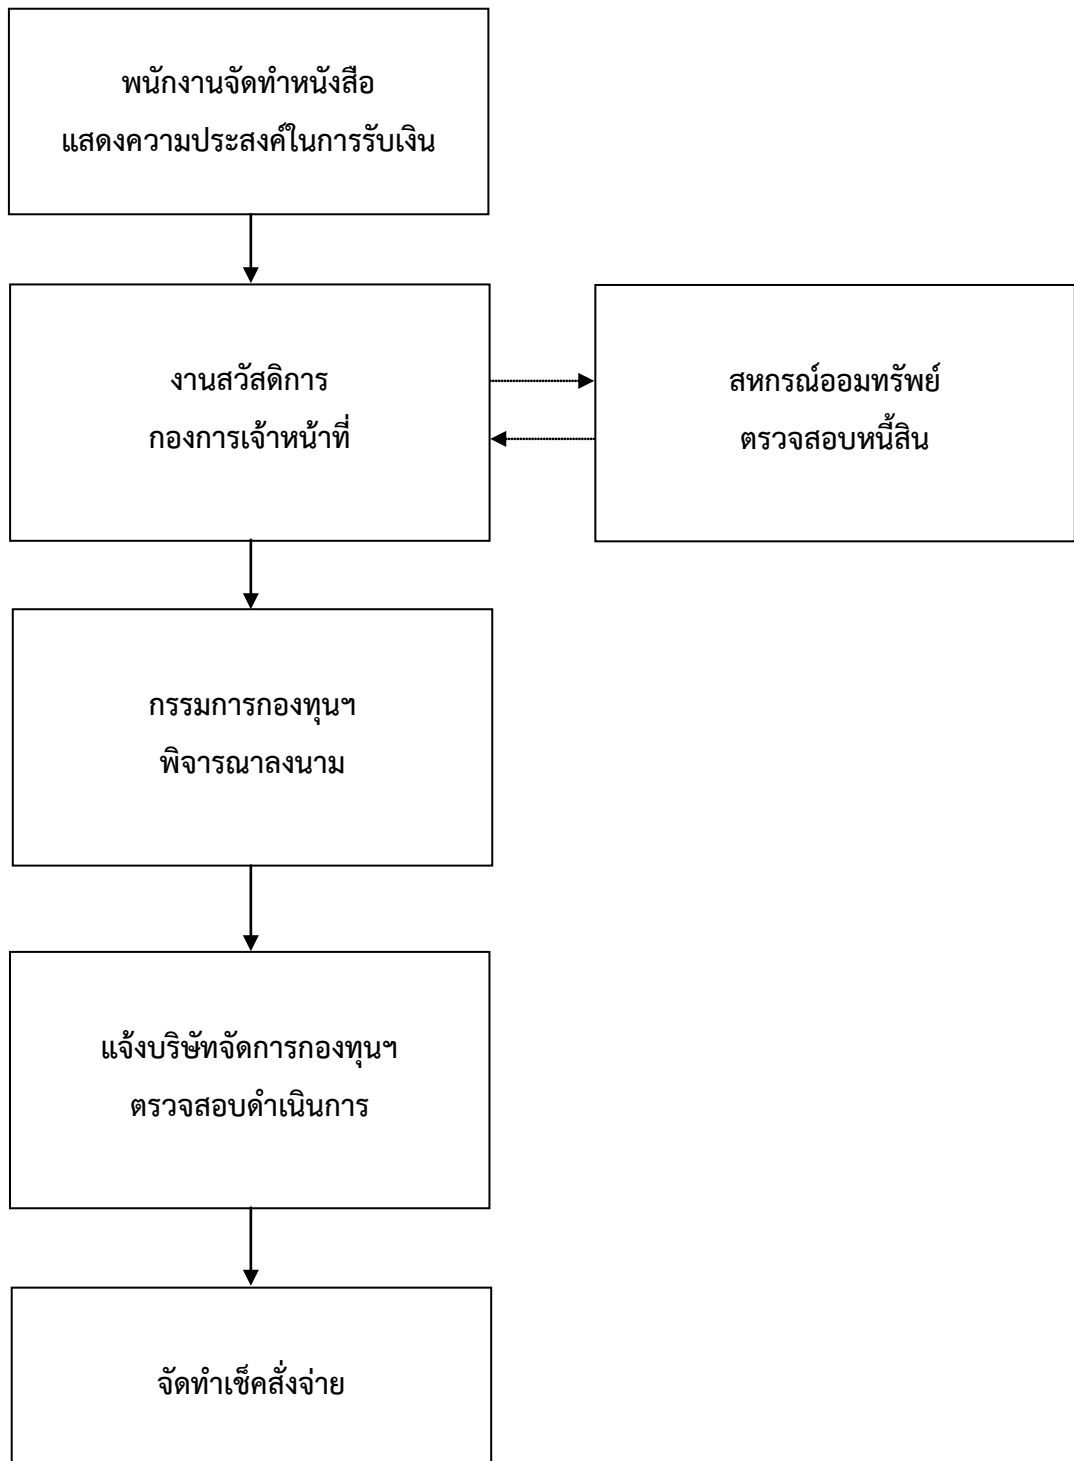 พนักงานจัดทำหนังสือ
แสดงความประสงค์ในการรับเงิน
งานสวัสดิการ
กองการเจ้าหน้าที่
สหกรณ์ออมทรัพย์
ตรวจสอบหนี้สิน
กรรมการกองทุนฯ
พิจารณาลงนาม
แจ้งบริษัทจัดการกองทุนฯ
ตรวจสอบดำเนินการ
จัดทำเช็คสั่งจ่าย